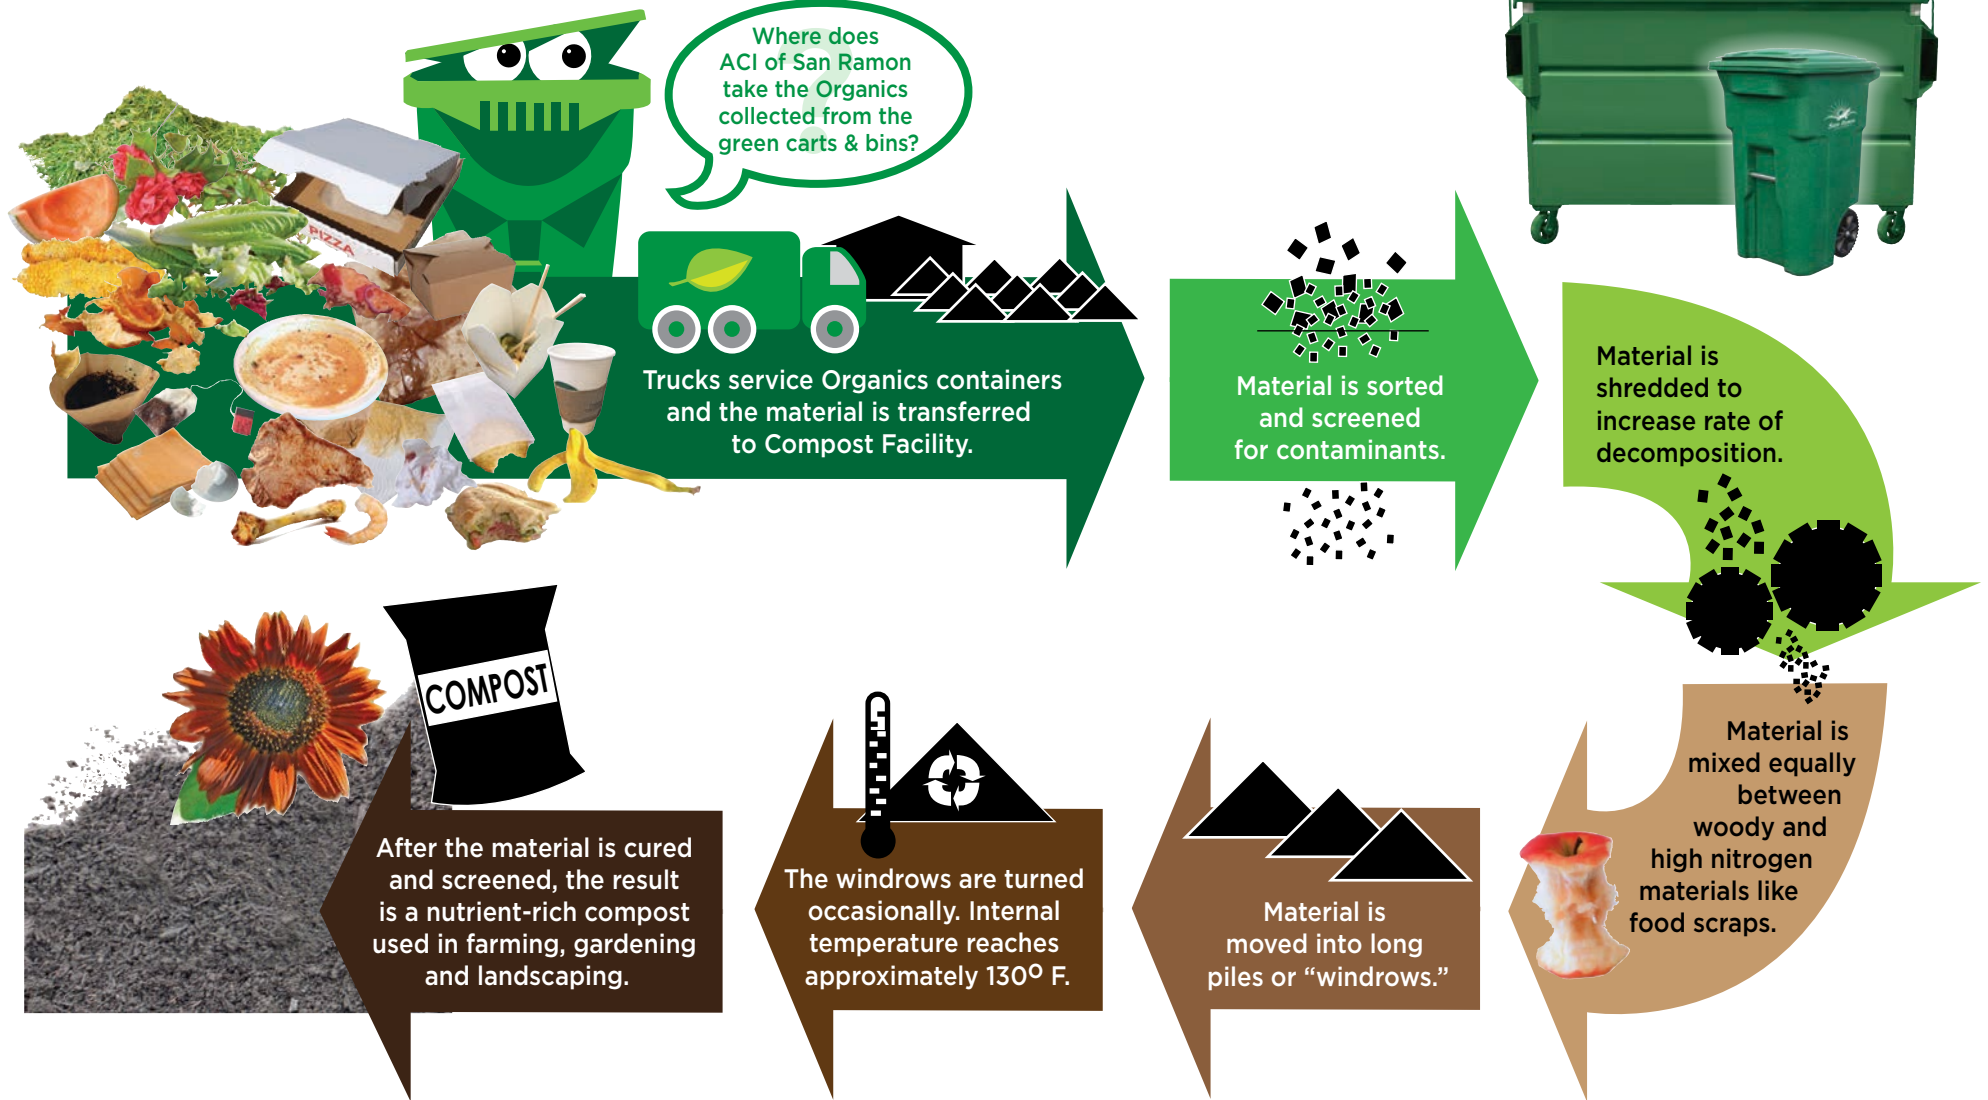 Where does
ACI of San Ramon
take the Organics
collected from the
green carts & bins?
?
PIZZA
Trucks service Organics containers
and the material is transferred
to Compost Facility.
Material is sorted
and screened
for contaminants.
Material is
shredded to
increase rate of
decomposition.
Material is
mixed equally
between
woody and
high nitrogen
materials like
food scraps.
Material is
moved into long
piles or “windrows.”
The windrows are turned
occasionally. Internal
temperature reaches
approximately 130º F.
COMPOST
After the material is cured
and screened, the result
is a nutrient-rich compost
used in farming, gardening
and landscaping.